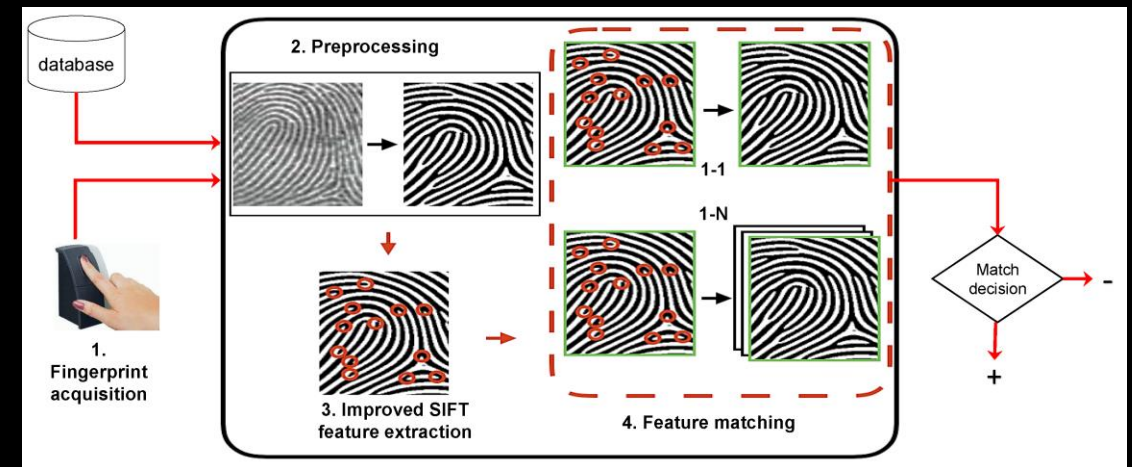 database
1.
Fingerprint
acquisition
2. Preprocessing
3. Improved SIFT
feature extraction
1-1
1-N
4. Feature matching
Match
decision
-
+